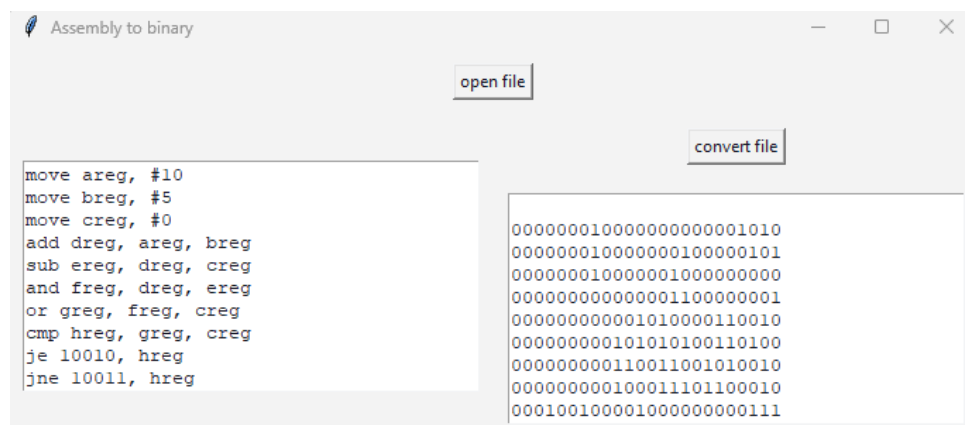 Assembly to binary
open file
convert file
move areg, #10
move breg, #5
move creg, #0
add dreg, areg, breg
sub ereg, dreg, creg
and freg, dreg, ereg
or greg, freg, creg
cmp hreg, greg, creg
je 10010, hreg
jne 10011, hreg
000000010000000000001010
000000010000000100000101
000000010000001000000000
000000000000001100000001
000000000001010000110010
000000000101010100110100
000000000110011001010010
000000000100011101100010
000100100001000000000111